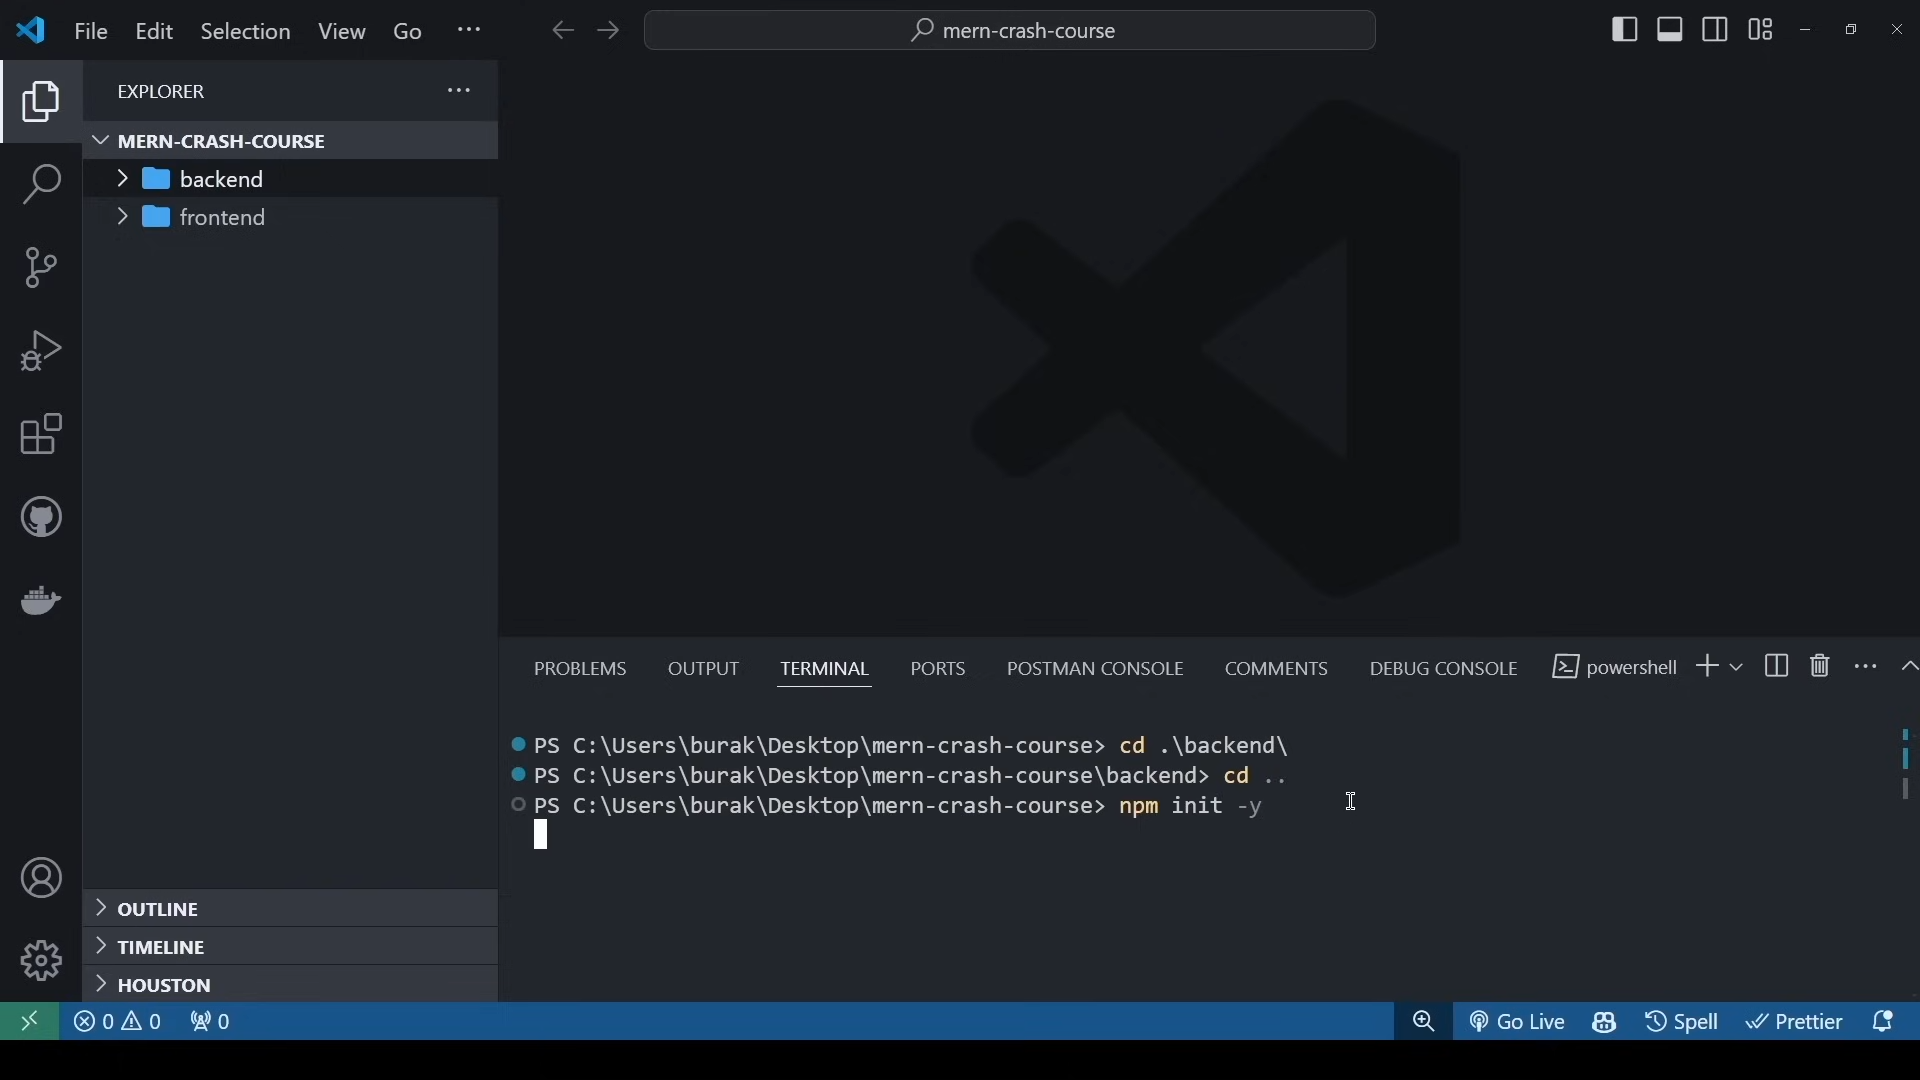 File Edit Selection View Go ...
mern-crash-course
EXPLORER
MERN-CRASH-COURSE
backend
frontend
OUTLINE
TIMELINE
HOUSTON
PROBLEMS OUTPUT TERMINAL PORTS POSTMAN CONSOLE COMMENTS DEBUG CONSOLE powershell
PS C:\Users\burak\Desktop\mern-crash-course> cd .\backend\
PS C:\Users\burak\Desktop\mern-crash-course\backend> cd ..
PS C:\Users\burak\Desktop\mern-crash-course> npm init -y
0 0 0 Go Live Spell Prettier